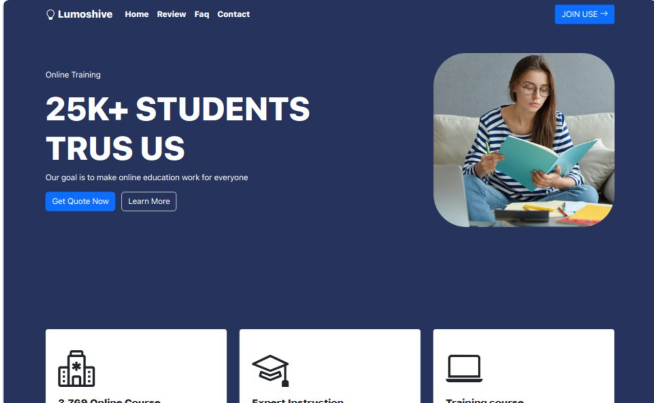 Lumoshive Home Review Faq Contact JOIN USE →
Online Training
25K+ STUDENTS
TRUS US
Our goal is to make online education work for everyone
Get Quote Now Learn More
3,769 Online Course Expert Instruction Training course